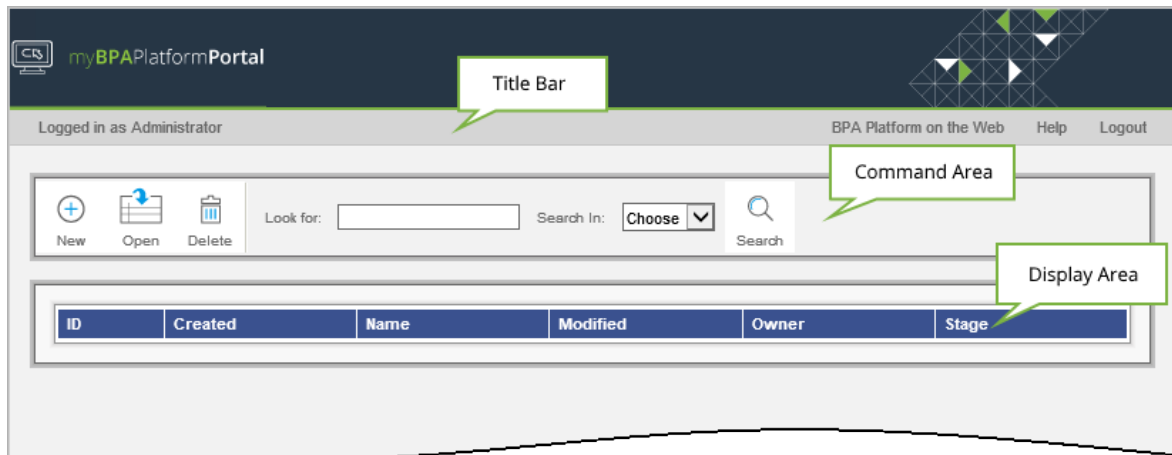 myBPAPlatformPortal
Title Bar
Logged in as Administrator BPA Platform on the Web Help Logout
Command Area
New Open Delete Look for: Search In: Choose Search
Display Area
ID Created Name Modified Owner Stage